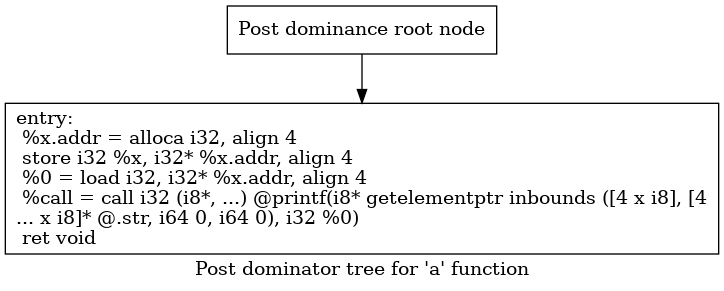 Post dominance root node
entry:
%x.addr = alloca i32, align 4
store i32 %x, i32* %x.addr, align 4
%0 = load i32, i32* %x.addr, align 4
%call = call i32 (i8*, ...) @printf(i8* getelementptr inbounds ([4 x i8], [4
... x i8]* @.str, i64 0, i64 0), i32 %0)
ret void
Post dominator tree for 'a' function